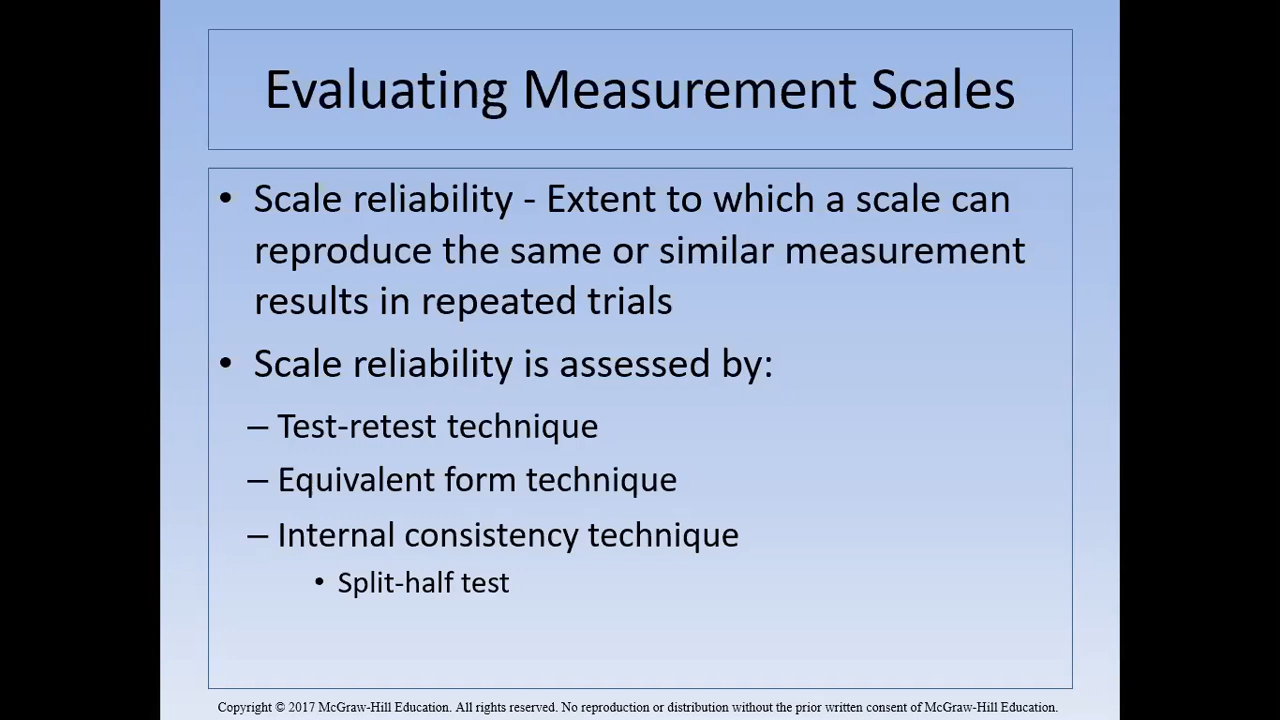 Evaluating Measurement Scales
• Scale reliability - Extent to which a scale can
reproduce the same or similar measurement
results in repeated trials
• Scale reliability is assessed by:
– Test-retest technique
– Equivalent form technique
– Internal consistency technique
• Split-half test
Copyright © 2017 McGraw-Hill Education. All rights reserved. No reproduction or distribution without the prior written consent of McGraw-Hill Education.